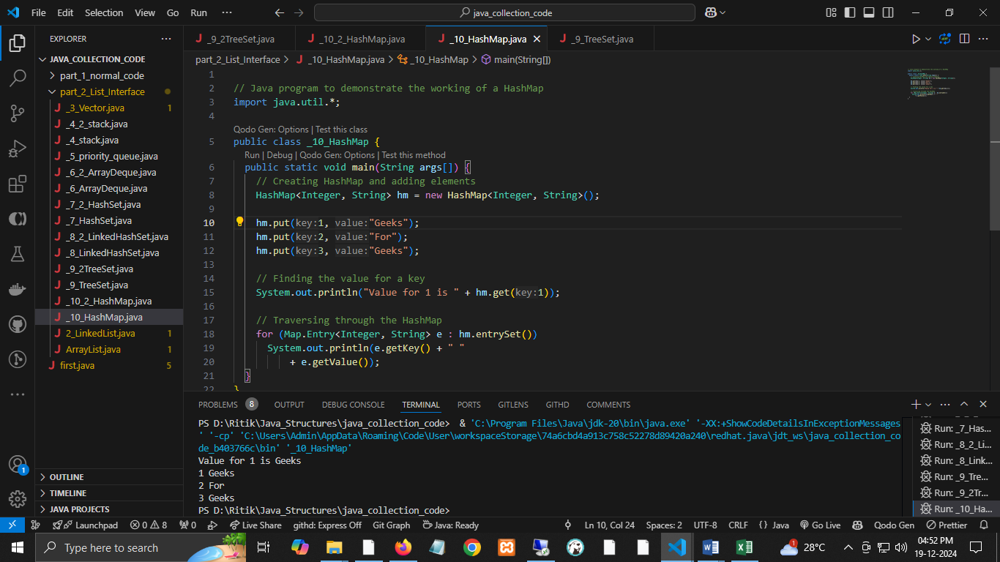 File Edit Selection View Go Run ··· java_collection_code
EXPLORER ···
JAVA_COLLECTION_CODE
part_1_normal_code
part_2_List_Interface
_3_Vector.java 1
_4_2_stack.java
_4_stack.java
_5_priority_queue.java
_6_2_ArrayDeque.java
_6_ArrayDeque.java
_7_2_HashSet.java
_7_HashSet.java
_8_2_LinkedHashSet.java
_8_LinkedHashSet.java
_9_2TreeSet.java
_9_TreeSet.java
_10_2_HashMap.java
_10_HashMap.java
2_LinkedList.java 1
ArrayList.java 1
first.java 5
OUTLINE
TIMELINE
JAVA PROJECTS
1
_9_2TreeSet.java _10_2_HashMap.java _10_HashMap.java _9_TreeSet.java
part_2_List_Interface > _10_HashMap.java > _10_HashMap > main(String[])
1
2 // Java program to demonstrate the working of a HashMap
3 import java.util.*;
4
Qodo Gen: Options | Test this class
5 public class _10_HashMap {
Run | Debug | Qodo Gen: Options | Test this method
6 public static void main(String args[]) {
7 // Creating HashMap and adding elements
8 HashMap<Integer, String> hm = new HashMap<Integer, String>();
9
10 hm.put(key:1, value:"Geeks");
11 hm.put(key:2, value:"For");
12 hm.put(key:3, value:"Geeks");
13
14 // Finding the value for a key
15 System.out.println("Value for 1 is " + hm.get(key:1));
16
17 // Traversing through the HashMap
18 for (Map.Entry<Integer, String> e : hm.entrySet())
19 System.out.println(e.getKey() + " "
20 + e.getValue());
21 }
22 }
PROBLEMS 8 OUTPUT DEBUG CONSOLE TERMINAL PORTS GITLENS GITHD COMMENTS
PS D:\Ritik\Java_Structures\java_collection_code> & 'C:\Program Files\Java\jdk-20\bin\java.exe' '-XX:+ShowCodeDetailsInExceptionMessages
' '-cp' 'C:\Users\Admin\AppData\Roaming\Code\User\workspaceStorage\74a6cbd4a913c758c52278d89420a240\redhat.java\jdt_ws\java_collection_co
de_b403766c\bin' '_10_HashMap'
Value for 1 is Geeks
1 Geeks
2 For
3 Geeks
PS D:\Ritik\Java_Structures\java_collection_code>
Run: _7_Has...
Run: _8_2_Li...
Run: _8_Link...
Run: _9_Tre...
Run: _9_2Tr...
Run: _10_Ha...
Launchpad 0 8 0 Live Share githd: Express Off Git Graph Java: Ready Ln 10, Col 24 Spaces: 2 UTF-8 CRLF {} Java Go Live Qodo Gen Prettier
Type here to search 1 28°C 04:52 PM
19-12-2024